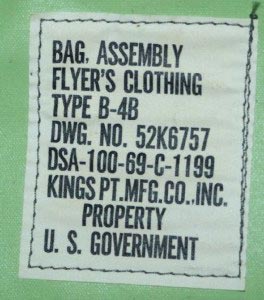 BAG, ASSEMBLY
FLYER'S CLOTHING
TYPE B-4B
DWG. NO. 52K6757
DSA-100-69-C-1199
KINGS PT.MFG.CO.,INC.
PROPERTY
U. S. GOVERNMENT